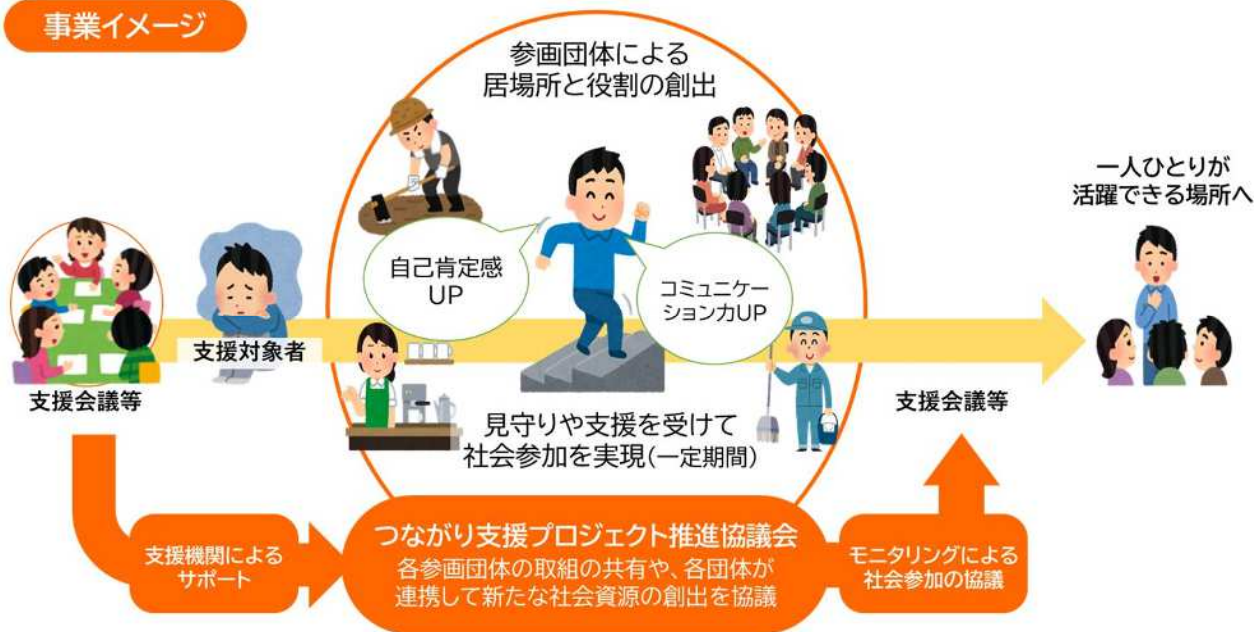 事業イメージ
参画団体による
居場所と役割の創出
自己肯定感
UP
コミュニケー
ション力UP
一人ひとりが
活躍できる場所へ
支援対象者
支援会議等
支援会議等
見守りや支援を受けて
社会参加を実現(一定期間)
支援機関による
サポート
つながり支援プロジェクト推進協議会
各参画団体の取組の共有や、各団体が
連携して新たな社会資源の創出を協議
モニタリングによる
社会参加の協議